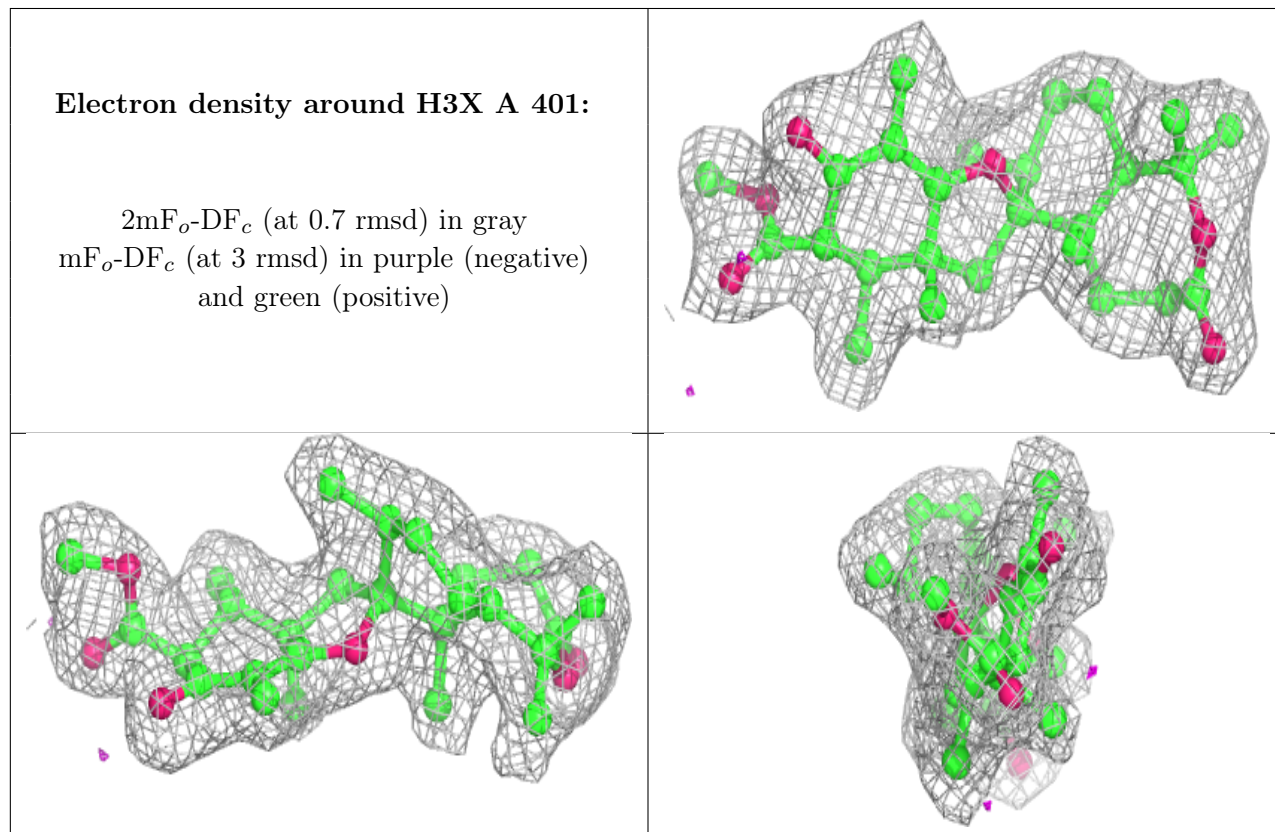 Electron density around H3X A 401:
2mFo-DFc (at 0.7 rmsd) in gray
mFo-DFc (at 3 rmsd) in purple (negative)
and green (positive)